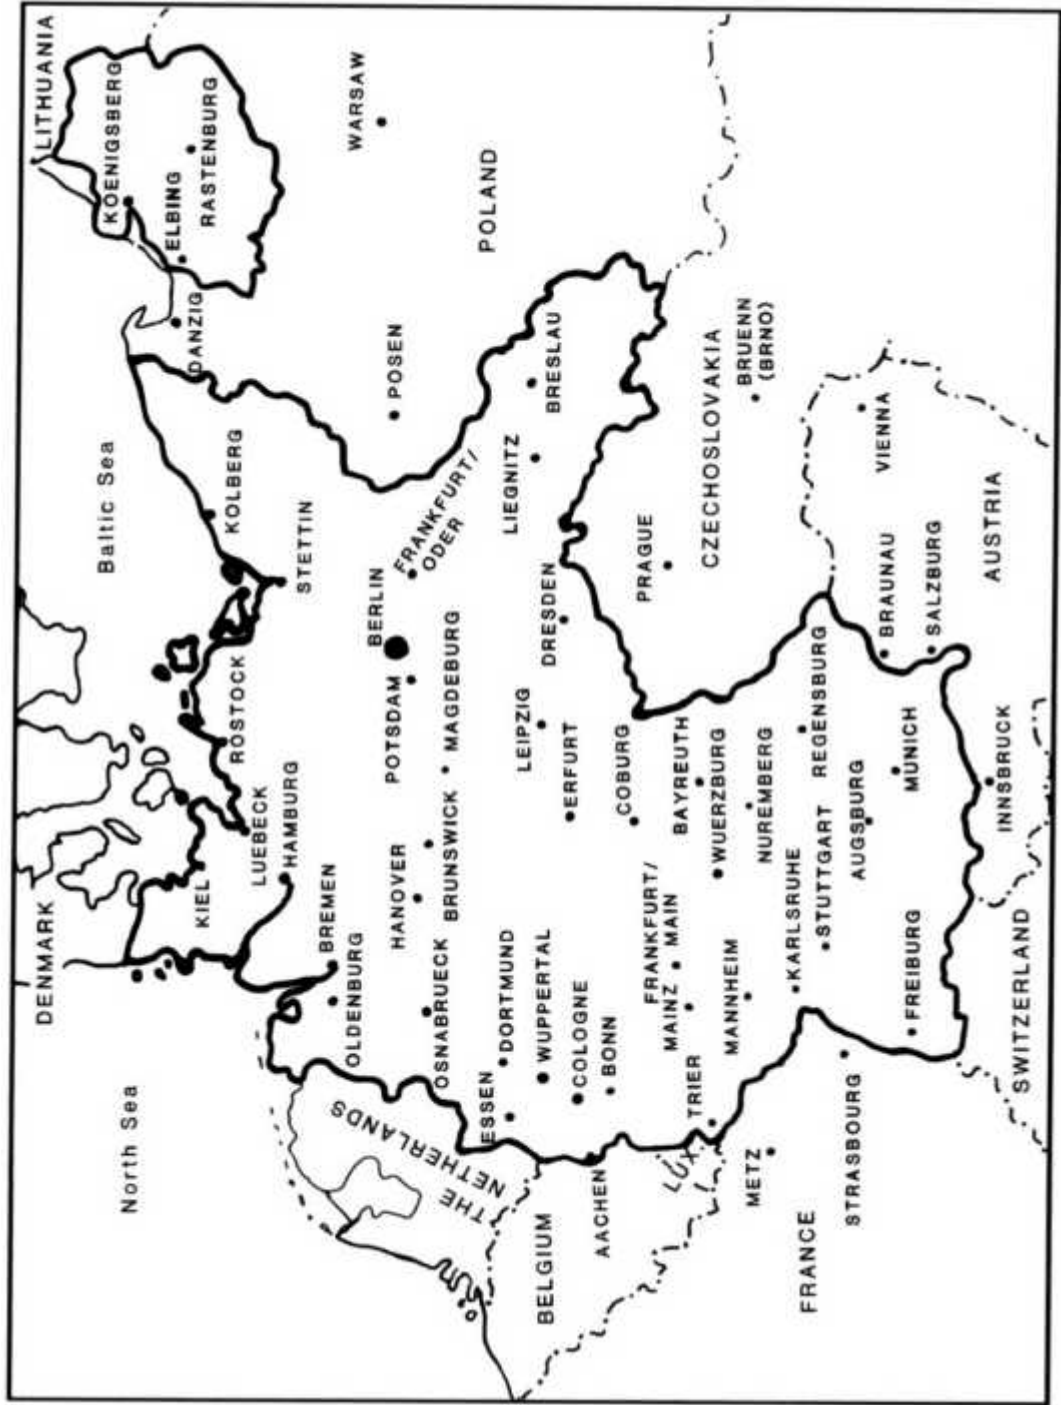 DENMARK
LITHUANIA
North Sea
Baltic Sea
KOENIGSBERG
ELBING
RASTENBURG
DANZIG
KIEL
ROSTOCK
KOLBERG
LUEBECK
HAMBURG
STETTIN
BREMEN
OLDENBURG
WARSAW
THE
NETHERLANDS
HANOVER
POTSDAM
BERLIN
POSEN
FRANKFURT/
ODER
OSNABRUECK
BRUNSWICK
MAGDEBURG
POLAND
ESSEN
DORTMUND
WUPPERTAL
LEIPZIG
DRESDEN
LIEGNITZ
BRESLAU
BELGIUM
COLOGNE
ERFURT
AACHEN
BONN
COBURG
PRAGUE
FRANKFURT/
MAIN
MAINZ
LUX.
TRIER
BAYREUTH
WUERZBURG
CZECHOSLOVAKIA
METZ
MANNHEIM
NUREMBERG
BRUENN
(BRNO)
KARLSRUHE
STUTTGART
REGENSBURG
FRANCE
STRASBOURG
AUGSBURG
BRAUNAU
VIENNA
FREIBURG
MUNICH
SALZBURG
AUSTRIA
INNSBRUCK
SWITZERLAND